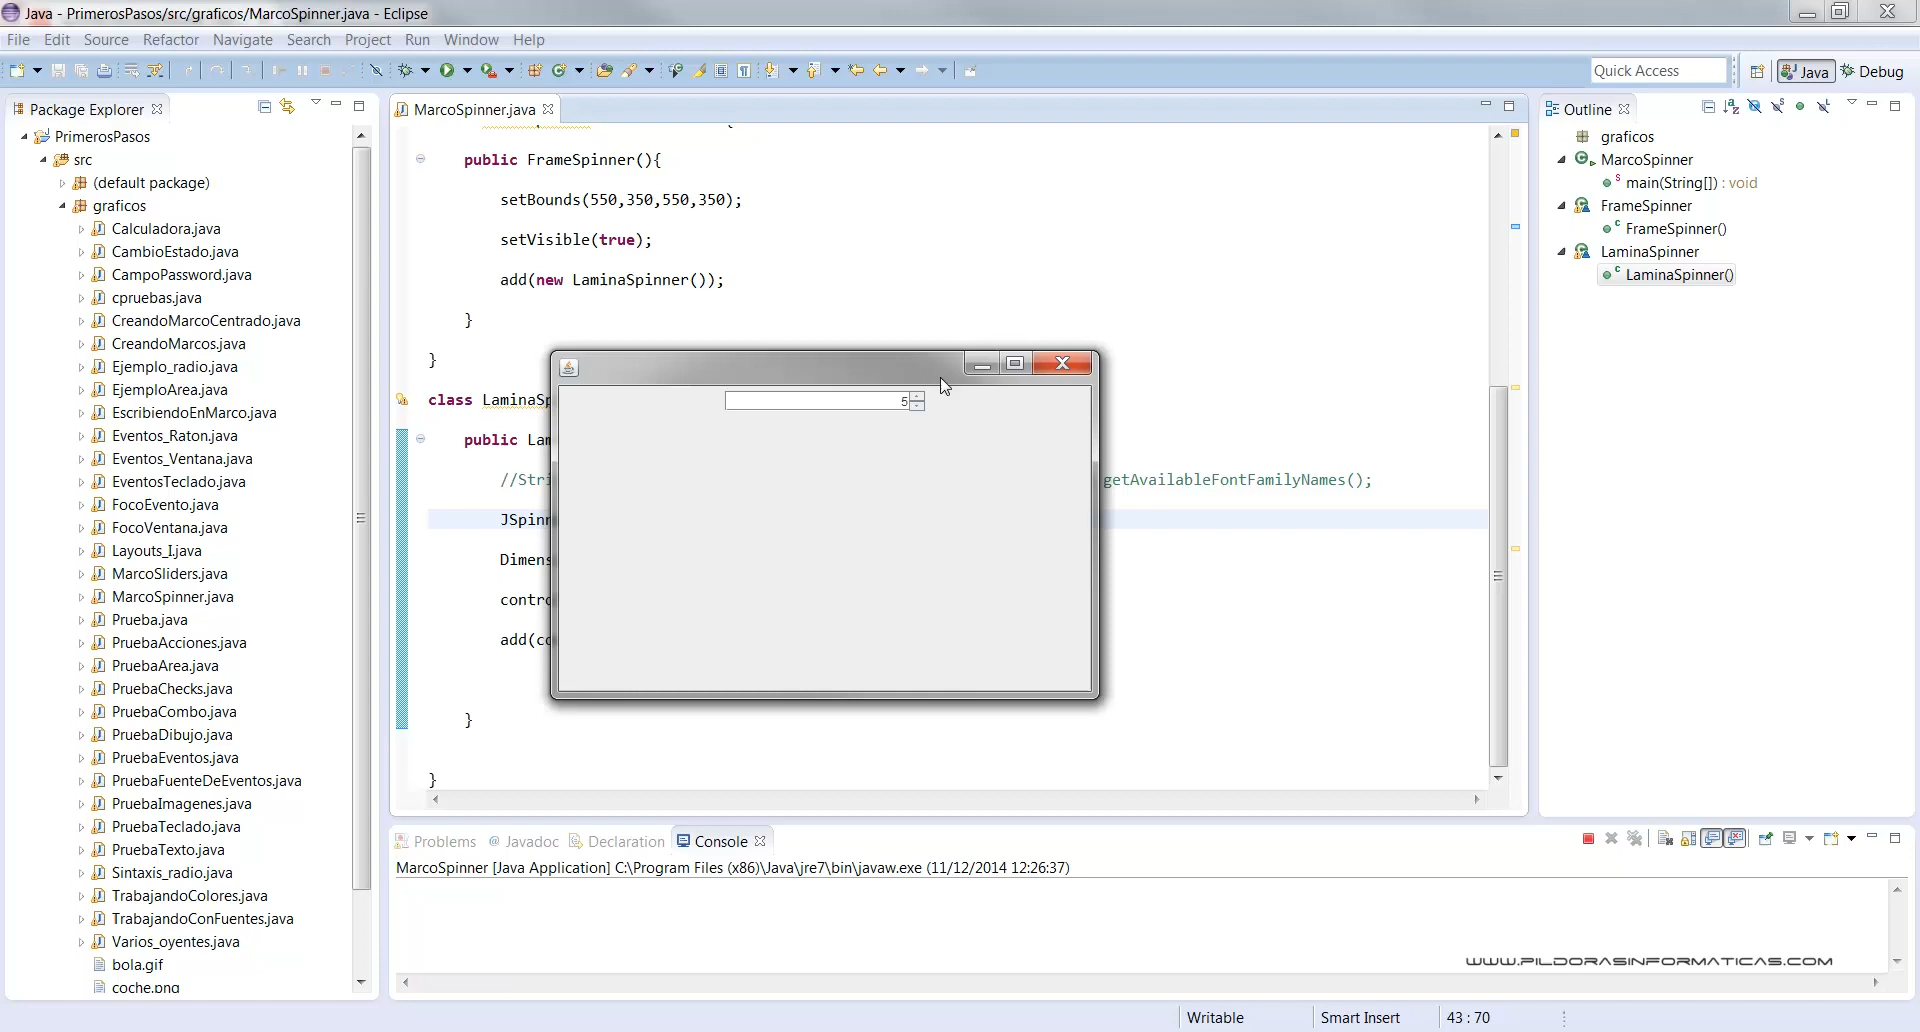 Java - PrimerosPasos/src/graficos/MarcoSpinner.java - Eclipse
File Edit Source Refactor Navigate Search Project Run Window Help
Quick Access
Java
Debug
Package Explorer
PrimerosPasos
src
(default package)
graficos
Calculadora.java
CambioEstado.java
CampoPassword.java
cpruebas.java
CreandoMarcoCentrado.java
CreandoMarcos.java
Ejemplo_radio.java
EjemploArea.java
EscribiendoEnMarco.java
Eventos_Raton.java
Eventos_Ventana.java
EventosTeclado.java
FocoEvento.java
FocoVentana.java
Layouts_I.java
MarcoSliders.java
MarcoSpinner.java
Prueba.java
PruebaAcciones.java
PruebaArea.java
PruebaChecks.java
PruebaCombo.java
PruebaDibujo.java
PruebaEventos.java
PruebaFuenteDeEventos.java
PruebaImagenes.java
PruebaTeclado.java
PruebaTexto.java
Sintaxis_radio.java
TrabajandoColores.java
TrabajandoConFuentes.java
Varios_oyentes.java
bola.gif
coche.png
MarcoSpinner.java
{
public FrameSpinner(){
setBounds(550,350,550,350);
setVisible(true);
add(new LaminaSpinner());
}
}
class LaminaSp
public Lam
//Stri getAvailableFontFamilyNames();
JSpinn
Dimens
contro
add(co
}
}
5
Outline
graficos
MarcoSpinner
main(String[]) : void
FrameSpinner
FrameSpinner()
LaminaSpinner
LaminaSpinner()
Problems @ Javadoc Declaration Console
MarcoSpinner [Java Application] C:\Program Files (x86)\Java\jre7\bin\javaw.exe (11/12/2014 12:26:37)
WWW.PILDORASINFORMATICAS.COM
Writable Smart Insert 43 : 70